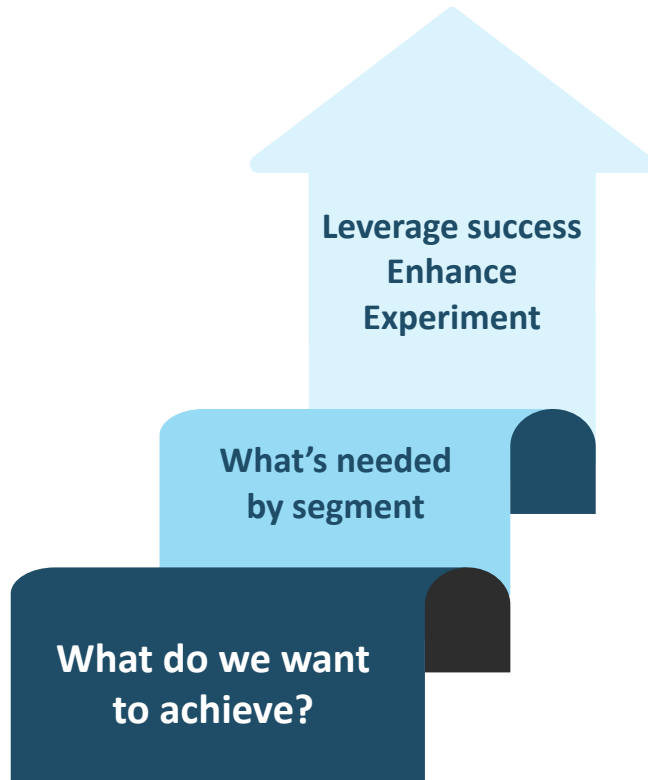 Leverage success
Enhance
Experiment
What’s needed
by segment
What do we want
to achieve?